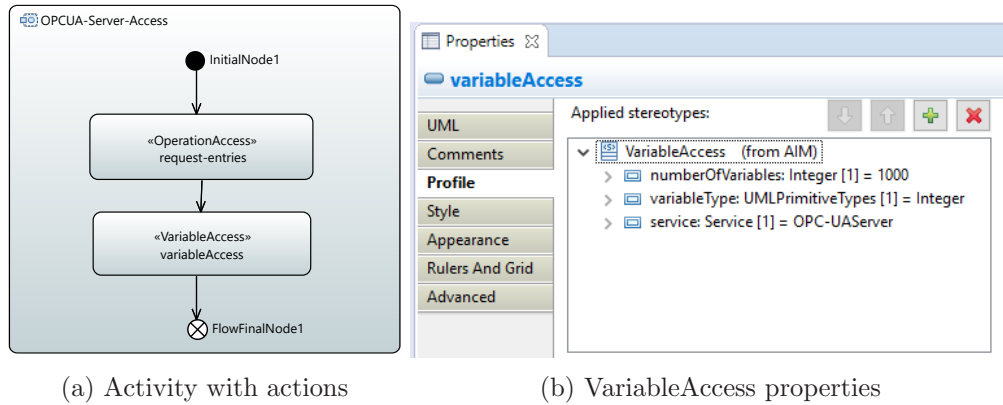 OPCUA-Server-Access
InitialNode1
«OperationAccess»
request-entries
«VariableAccess»
variableAccess
FlowFinalNode1
(a) Activity with actions
Properties
variableAccess
UML
Comments
Profile
Style
Appearance
Rulers And Grid
Advanced
Applied stereotypes:
VariableAccess (from AIM)
numberOfVariables: Integer [1] = 1000
variableType: UMLPrimitiveTypes [1] = Integer
service: Service [1] = OPC-UAServer
(b) VariableAccess properties